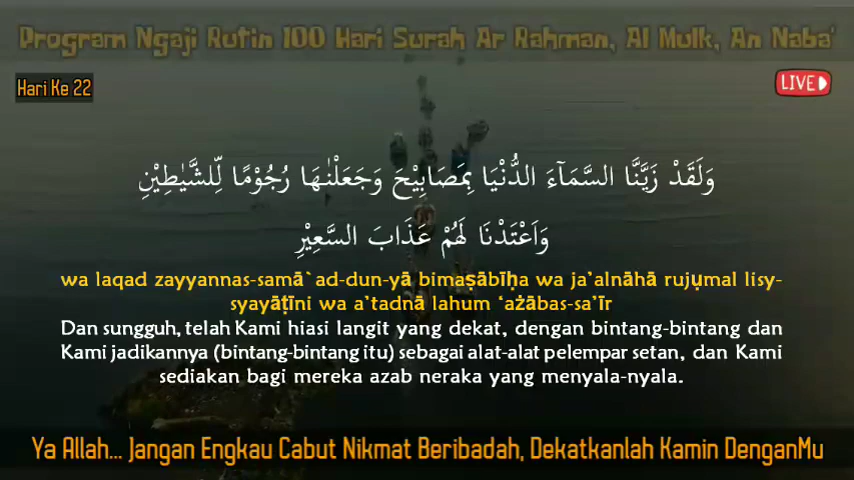 Program Ngaji Rutin 100 Hari Surah Ar Rahman, Al Mulk, An Naba'
Hari Ke 22
LIVE
وَلَقَدْ زَيَّنَّا السَّمَاۤءَ الدُّنْيَا بِمَصَابِيْحَ وَجَعَلْنٰهَا رُجُوْمًا لِّلشَّيٰطِيْنِ
وَاَعْتَدْنَا لَهُمْ عَذَابَ السَّعِيْرِ
wa laqad zayyannas-samā`ad-dun-yā bimaṣābīḥa wa ja’alnāhā rujụmal lisy-
syayāṭīni wa a’tadnā lahum ‘ażābas-sa’īr
Dan sungguh, telah Kami hiasi langit yang dekat, dengan bintang-bintang dan
Kami jadikannya (bintang-bintang itu) sebagai alat-alat pelempar setan, dan Kami
sediakan bagi mereka azab neraka yang menyala-nyala.
Ya Allah... Jangan Engkau Cabut Nikmat Beribadah, Dekatkanlah Kamin DenganMu